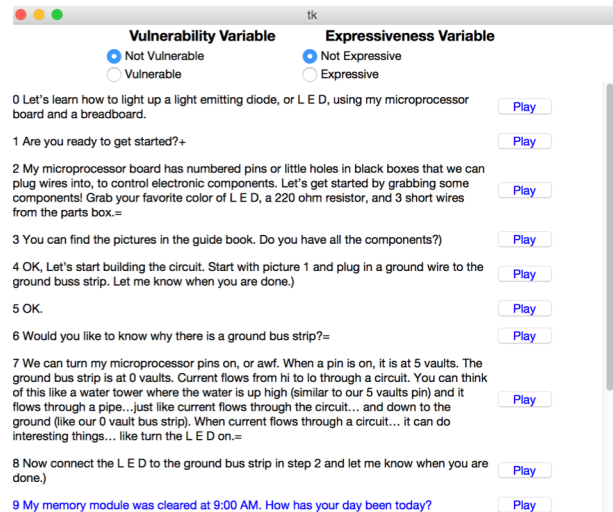 tk
Vulnerability Variable Expressiveness Variable
Not Vulnerable Not Expressive
Vulnerable Expressive
0 Let's learn how to light up a light emitting diode, or L E D, using my microprocessor
board and a breadboard.
Play
1 Are you ready to get started?+
Play
2 My microprocessor board has numbered pins or little holes in black boxes that we can
plug wires into, to control electronic components. Let's get started by grabbing some
components! Grab your favorite color of L E D, a 220 ohm resistor, and 3 short wires
from the parts box.=
Play
3 You can find the pictures in the guide book. Do you have all the components?)
Play
4 OK, Let's start building the circuit. Start with picture 1 and plug in a ground wire to the
ground buss strip. Let me know when you are done.)
Play
5 OK.
Play
6 Would you like to know why there is a ground bus strip?=
Play
7 We can turn my microprocessor pins on, or awf. When a pin is on, it is at 5 vaults. The
ground bus strip is at 0 vaults. Current flows from hi to lo through a circuit. You can think
of this like a water tower where the water is up high (similar to our 5 vaults pin) and it
flows through a pipe…just like current flows through the circuit… and down to the
ground (like our 0 vault bus strip). When current flows through a circuit… it can do
interesting things… like turn the L E D on.=
Play
8 Now connect the L E D to the ground bus strip in step 2 and let me know when you are
done.)
Play
9 My memory module was cleared at 9:00 AM. How has your day been today?
Play